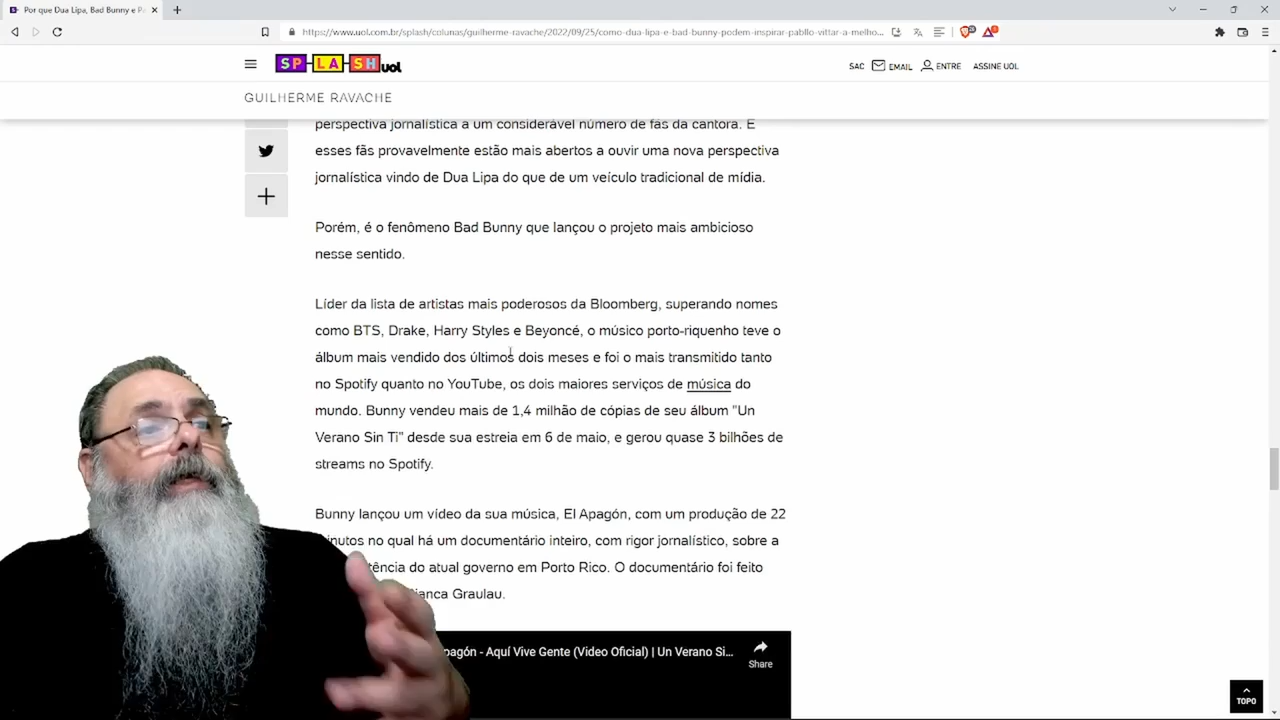 Por que Dua Lipa, Bad Bunny e P
https://www.uol.com.br/splash/colunas/guilherme-ravache/2022/09/25/como-dua-lipa-e-bad-bunny-podem-inspirar-pabllo-vittar-a-melho...
SPLASH uol
SAC EMAIL ENTRE ASSINE UOL
GUILHERME RAVACHE
perspectiva jornalística a um considerável número de fãs da cantora. E
esses fãs provavelmente estão mais abertos a ouvir uma nova perspectiva
jornalística vindo de Dua Lipa do que de um veículo tradicional de mídia.
Porém, é o fenômeno Bad Bunny que lançou o projeto mais ambicioso
nesse sentido.
Líder da lista de artistas mais poderosos da Bloomberg, superando nomes
como BTS, Drake, Harry Styles e Beyoncé, o músico porto-riquenho teve o
álbum mais vendido dos últimos dois meses e foi o mais transmitido tanto
no Spotify quanto no YouTube, os dois maiores serviços de música do
mundo. Bunny vendeu mais de 1,4 milhão de cópias de seu álbum "Un
Verano Sin Ti" desde sua estreia em 6 de maio, e gerou quase 3 bilhões de
streams no Spotify.
Bunny lançou um vídeo da sua música, El Apagón, com um produção de 22
minutos no qual há um documentário inteiro, com rigor jornalístico, sobre a
tência do atual governo em Porto Rico. O documentário foi feito
ianca Graulau.
pagón - Aquí Vive Gente (Video Oficial) | Un Verano Si...
Share
TOPO